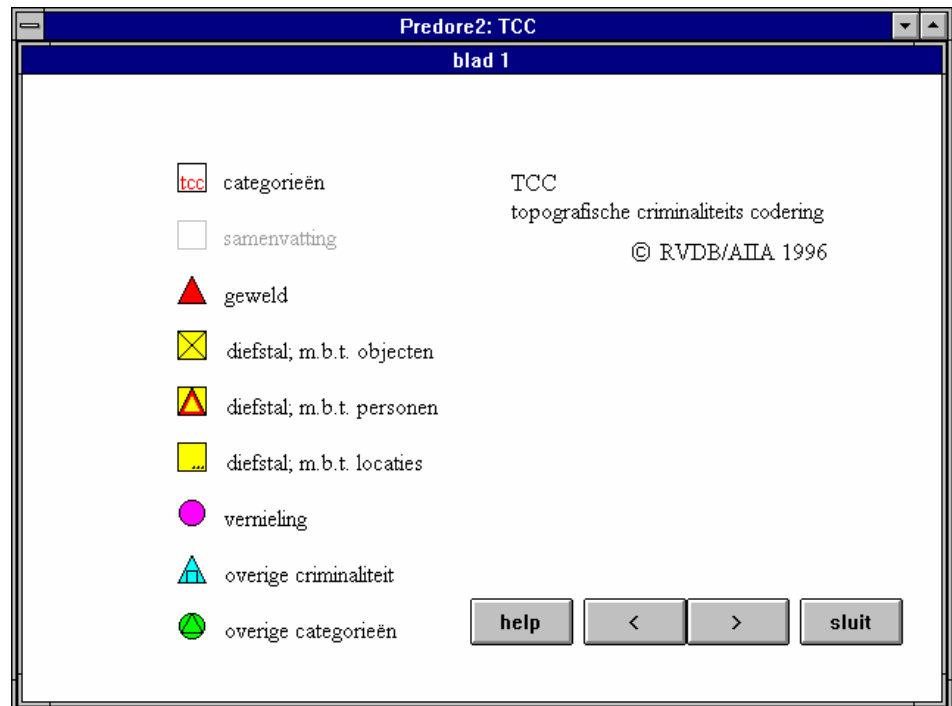 Predore2: TCC
blad 1
tcc categorieën
samenvatting
geweld
diefstal; m.b.t. objecten
diefstal; m.b.t. personen
diefstal; m.b.t. locaties
vernieling
overige criminaliteit
overige categorieën
TCC
topografische criminaliteits codering
© RVDB/AIIA 1996
help < > sluit